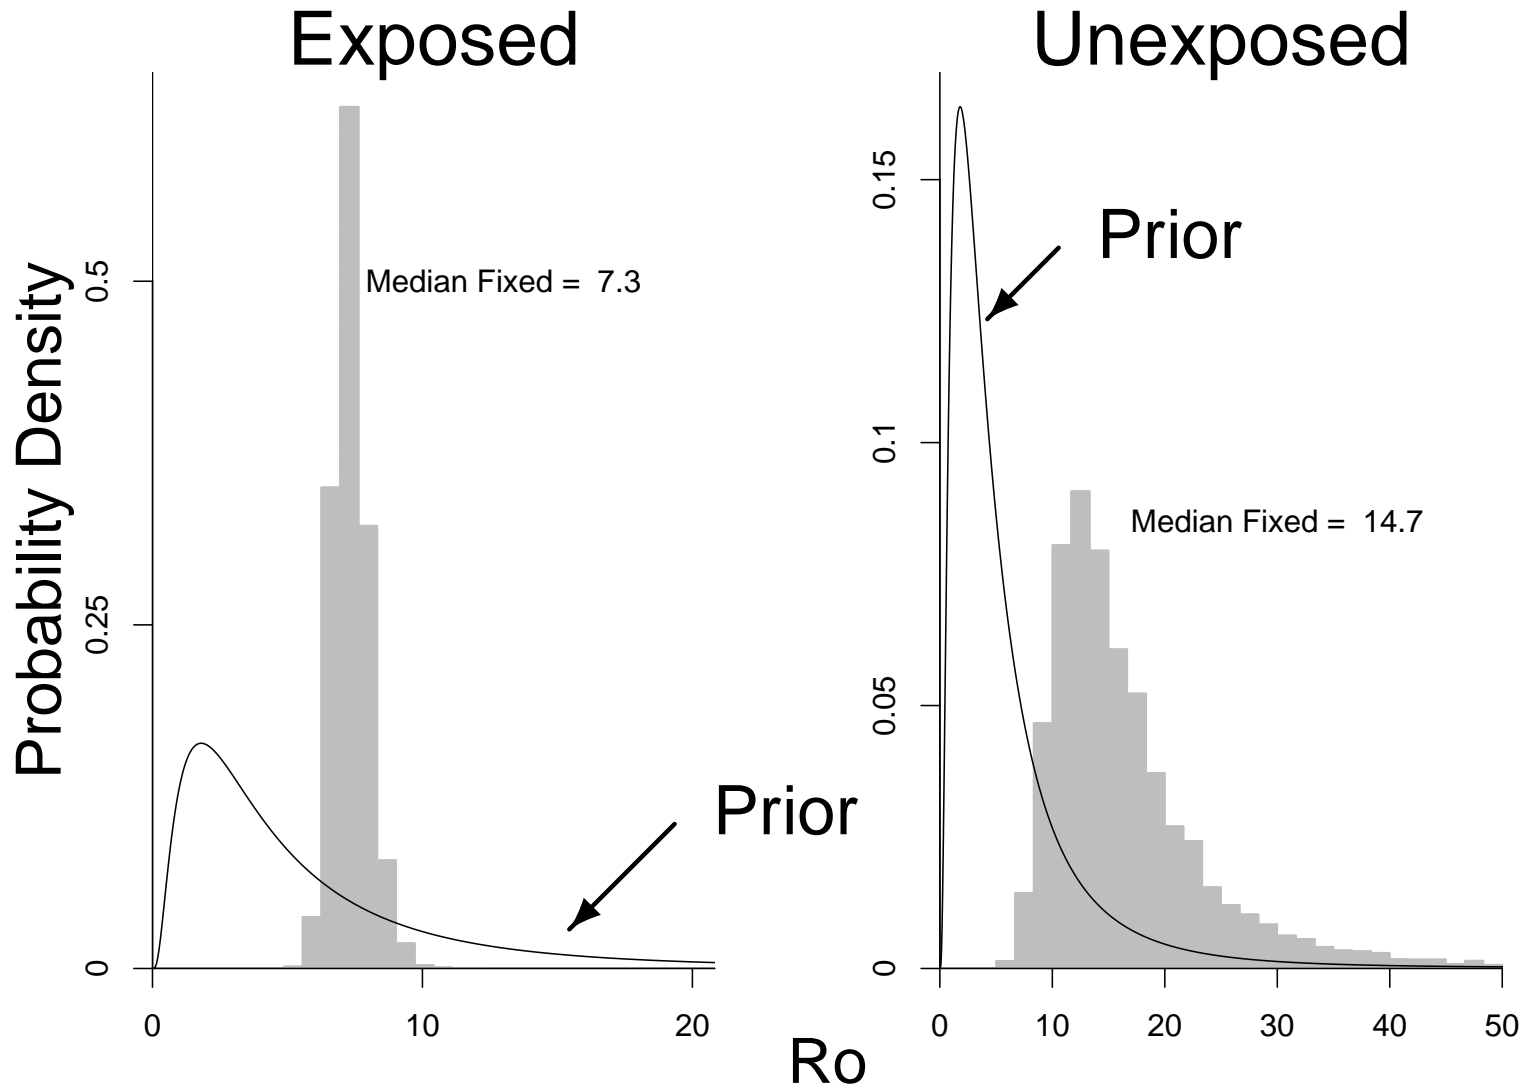 Exposed
Unexposed
Probability Density
0.5
0.25
0
Median Fixed = 7.3
Prior
0 10 20
0.15
0.1
0.05
0
Prior
Median Fixed = 14.7
0 10 20 30 40 50
Ro